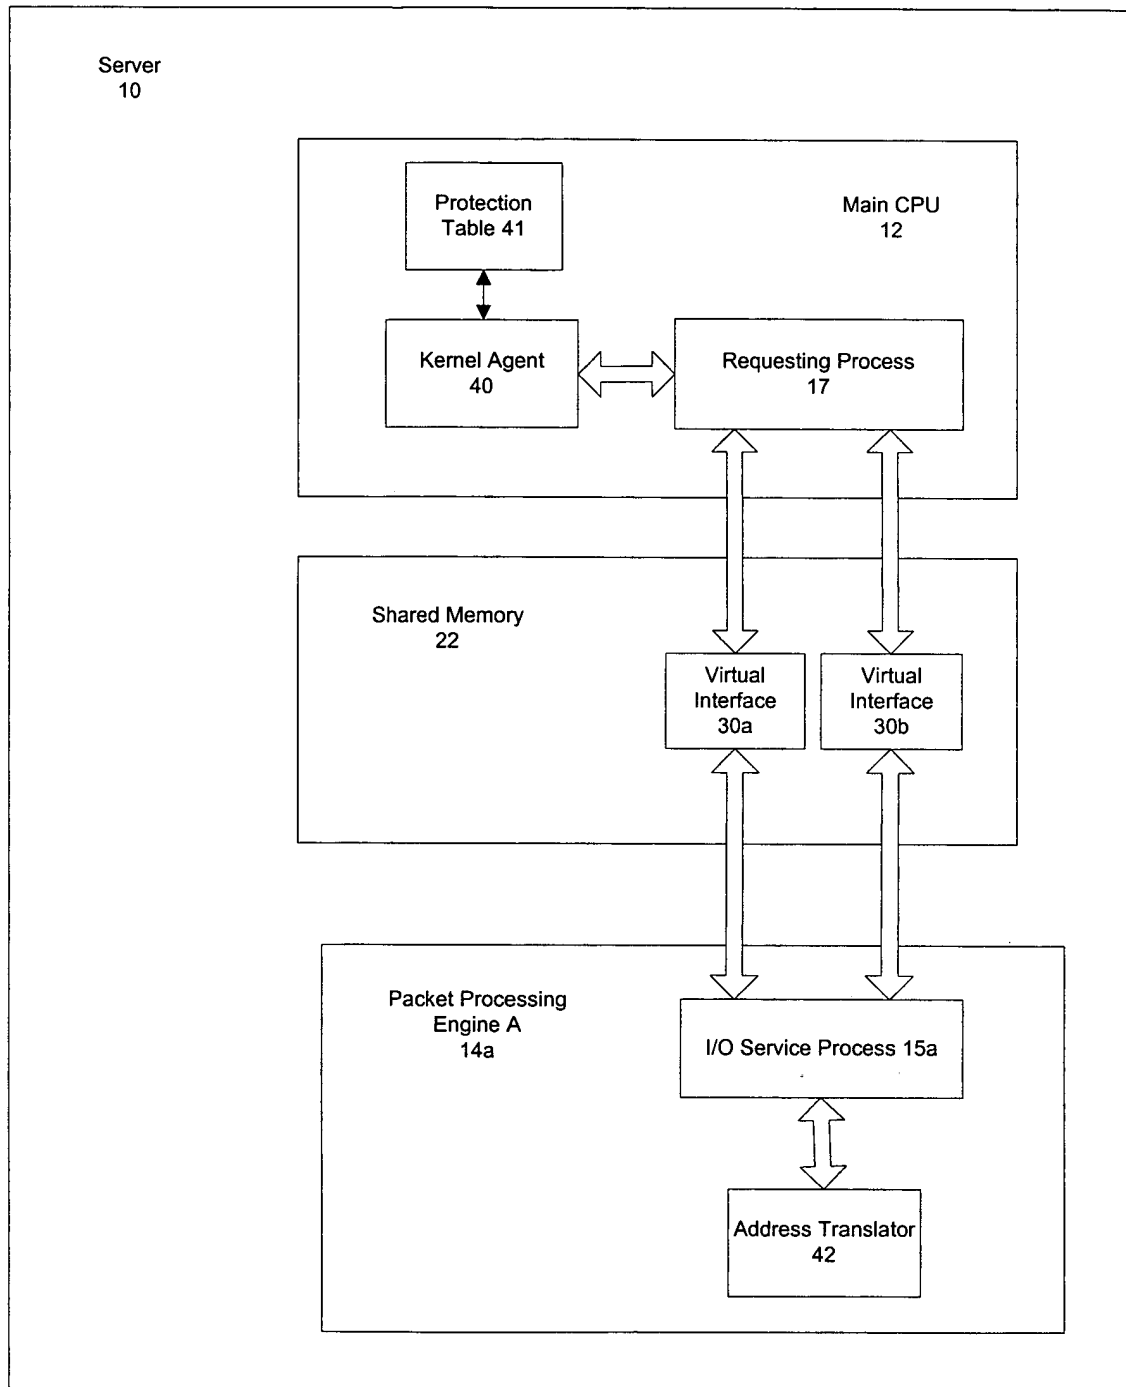 Server
10
Protection
Table 41
Main CPU
12
Kernel Agent
40
Requesting Process
17
Shared Memory
22
Virtual
Interface
30a
Virtual
Interface
30b
Packet Processing
Engine A
14a
I/O Service Process 15a
Address Translator
42